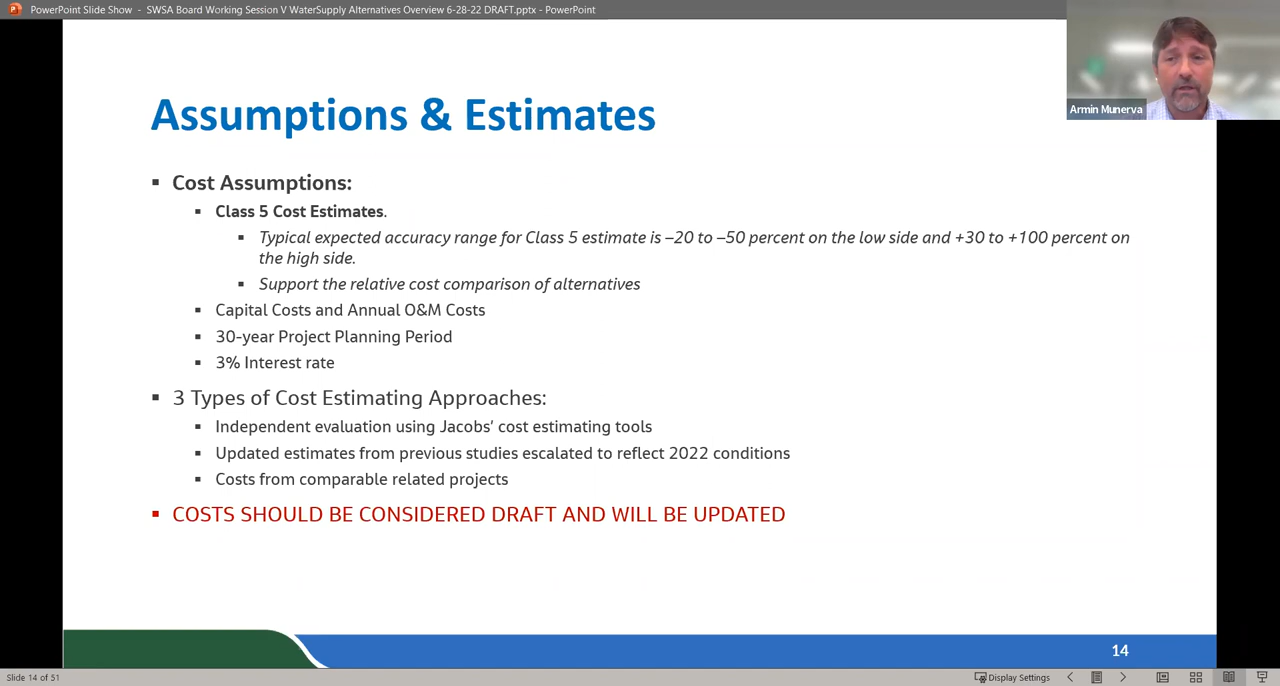 PowerPoint Slide Show - SWSA Board Working Session V WaterSupply Alternatives Overview 6-28-22 DRAFT.pptx - PowerPoint
Armin Munerva
Assumptions & Estimates
▪ Cost Assumptions:
▪ Class 5 Cost Estimates.
▪ Typical expected accuracy range for Class 5 estimate is –20 to –50 percent on the low side and +30 to +100 percent on
the high side.
▪ Support the relative cost comparison of alternatives
▪ Capital Costs and Annual O&M Costs
▪ 30-year Project Planning Period
▪ 3% Interest rate
▪ 3 Types of Cost Estimating Approaches:
▪ Independent evaluation using Jacobs’ cost estimating tools
▪ Updated estimates from previous studies escalated to reflect 2022 conditions
▪ Costs from comparable related projects
▪ COSTS SHOULD BE CONSIDERED DRAFT AND WILL BE UPDATED
14
Slide 14 of 51
Display Settings